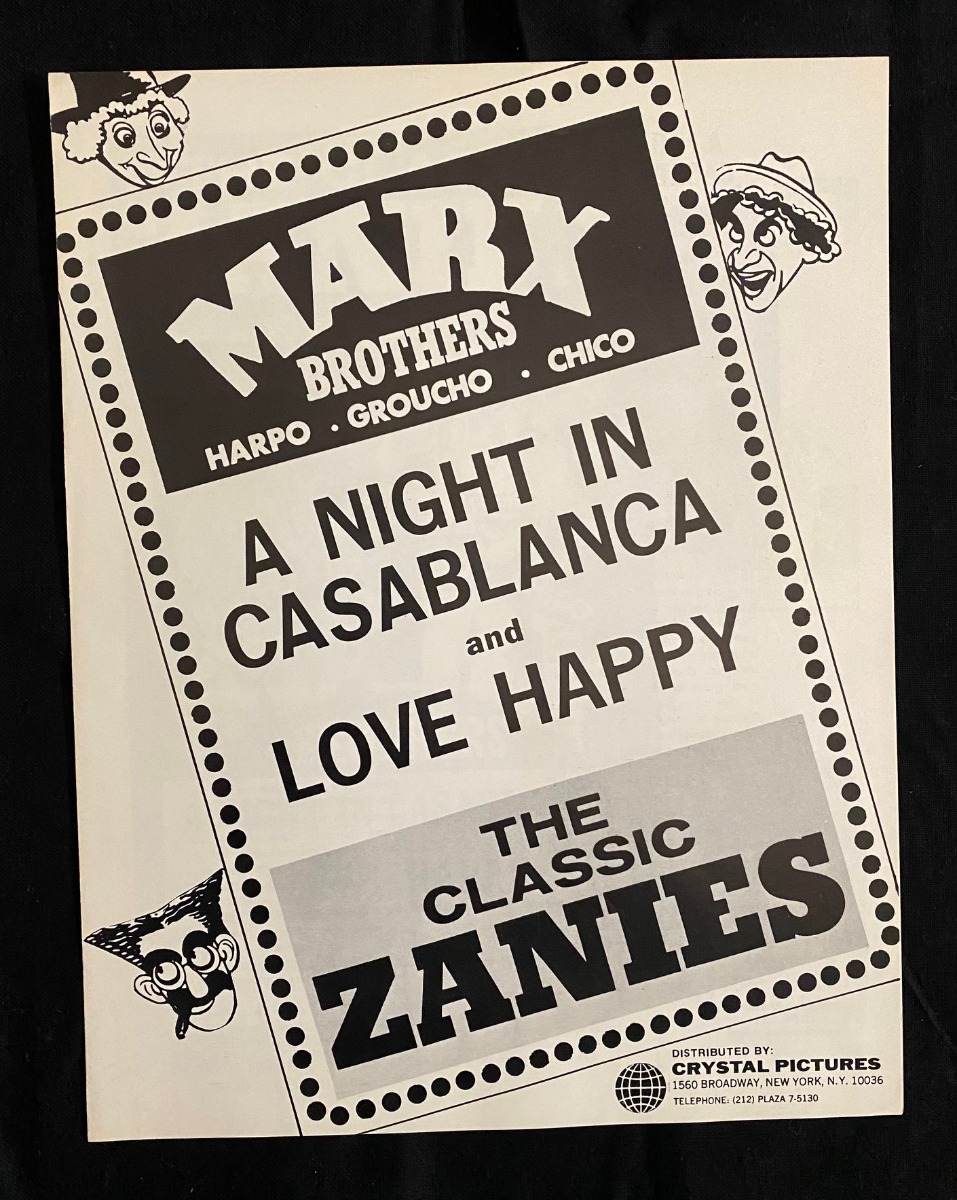 MARX
BROTHERS
HARPO · GROUCHO · CHICO
A NIGHT IN
CASABLANCA
and
LOVE HAPPY
THE
CLASSIC
ZANIES
DISTRIBUTED BY:
CRYSTAL PICTURES
1560 BROADWAY, NEW YORK, N.Y. 10036
TELEPHONE: (212) PLAZA 7-5130